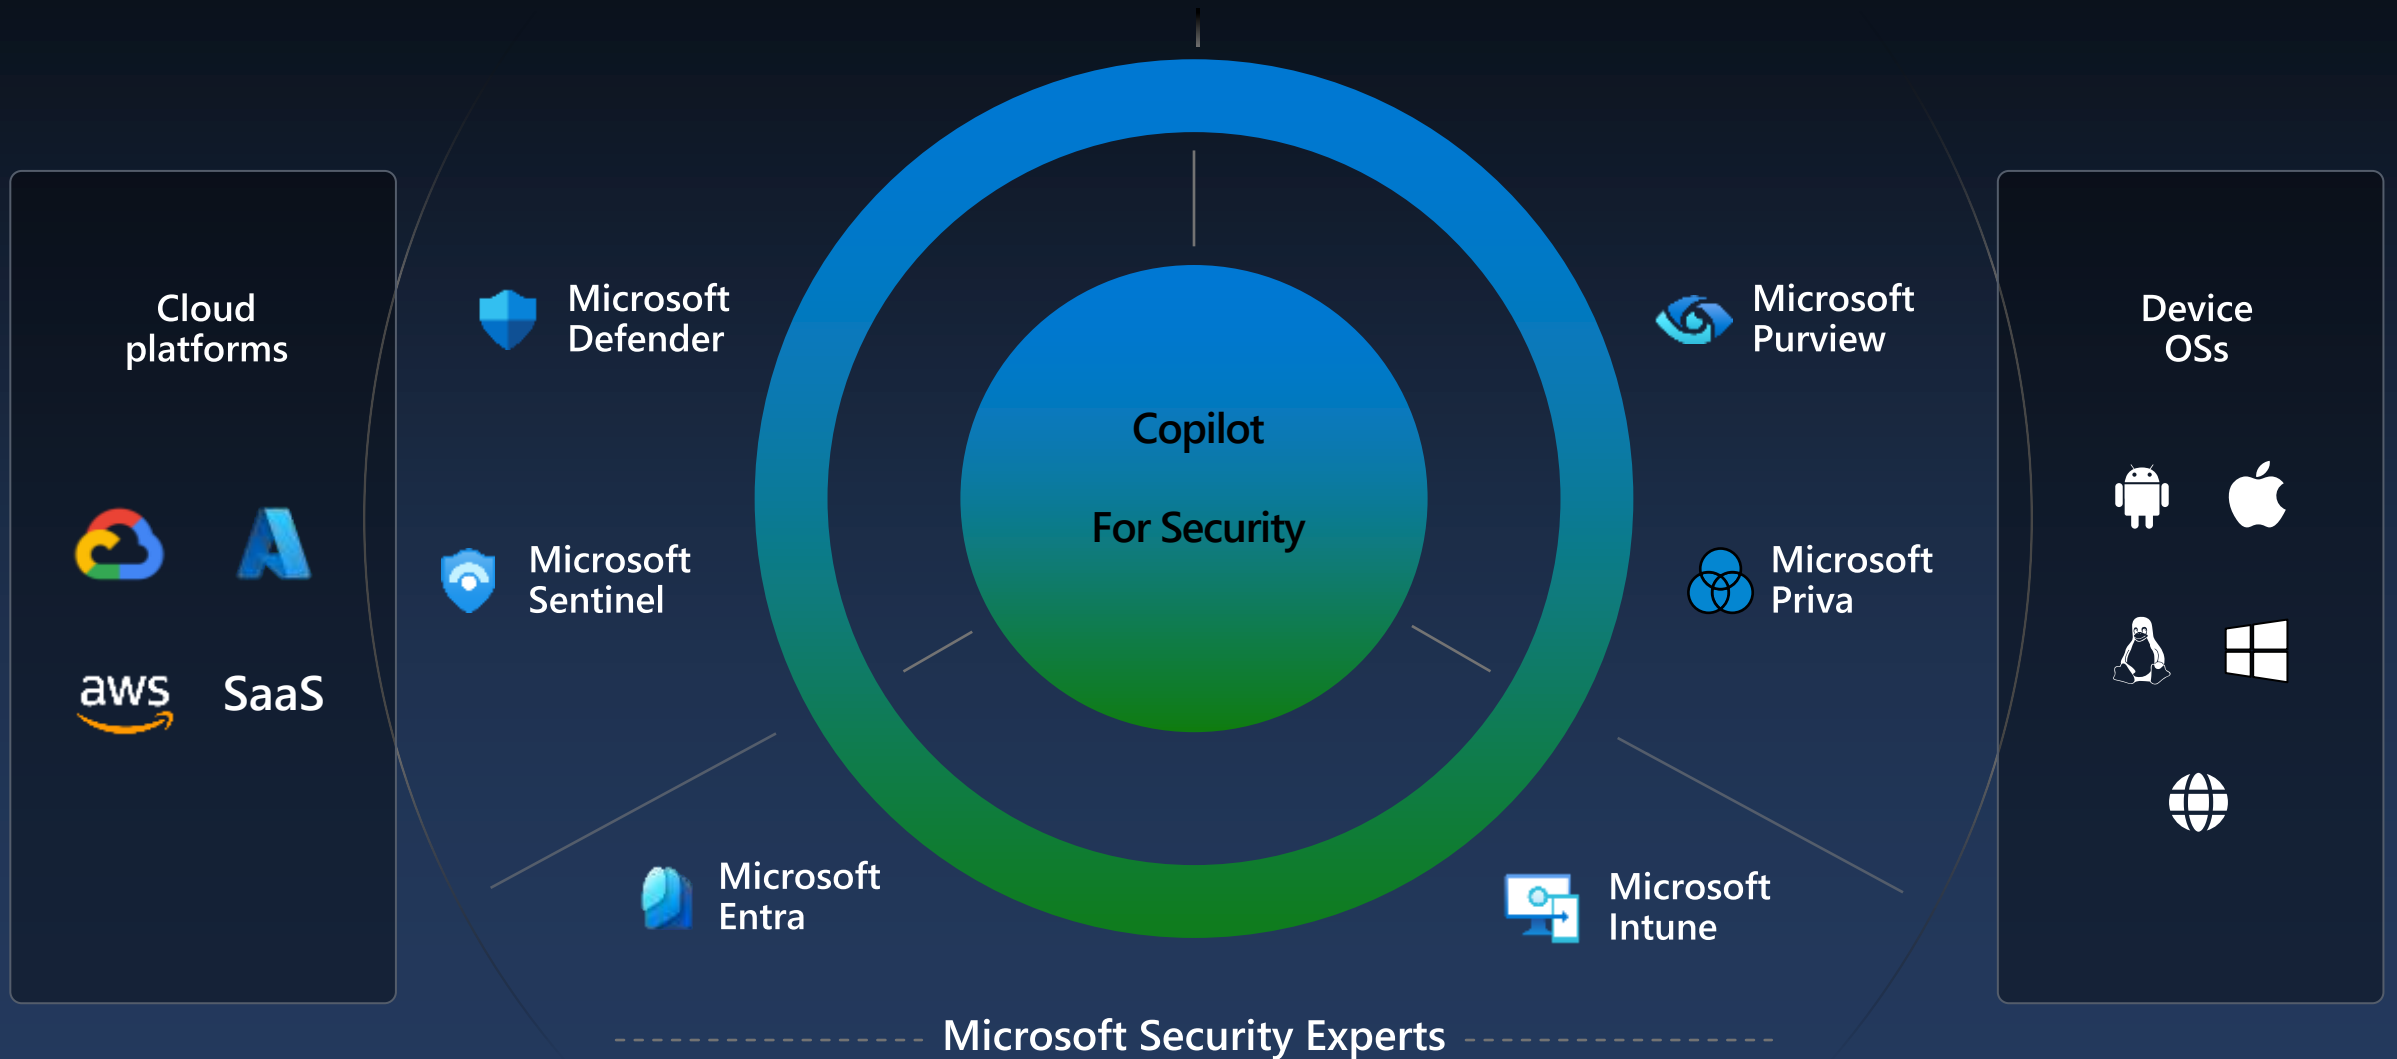 Cloud
platforms
aws
SaaS
Microsoft
Defender
Microsoft
Sentinel
Microsoft
Entra
Copilot
For Security
Microsoft
Purview
Microsoft
Priva
Microsoft
Intune
Device
OSs
Microsoft Security Experts